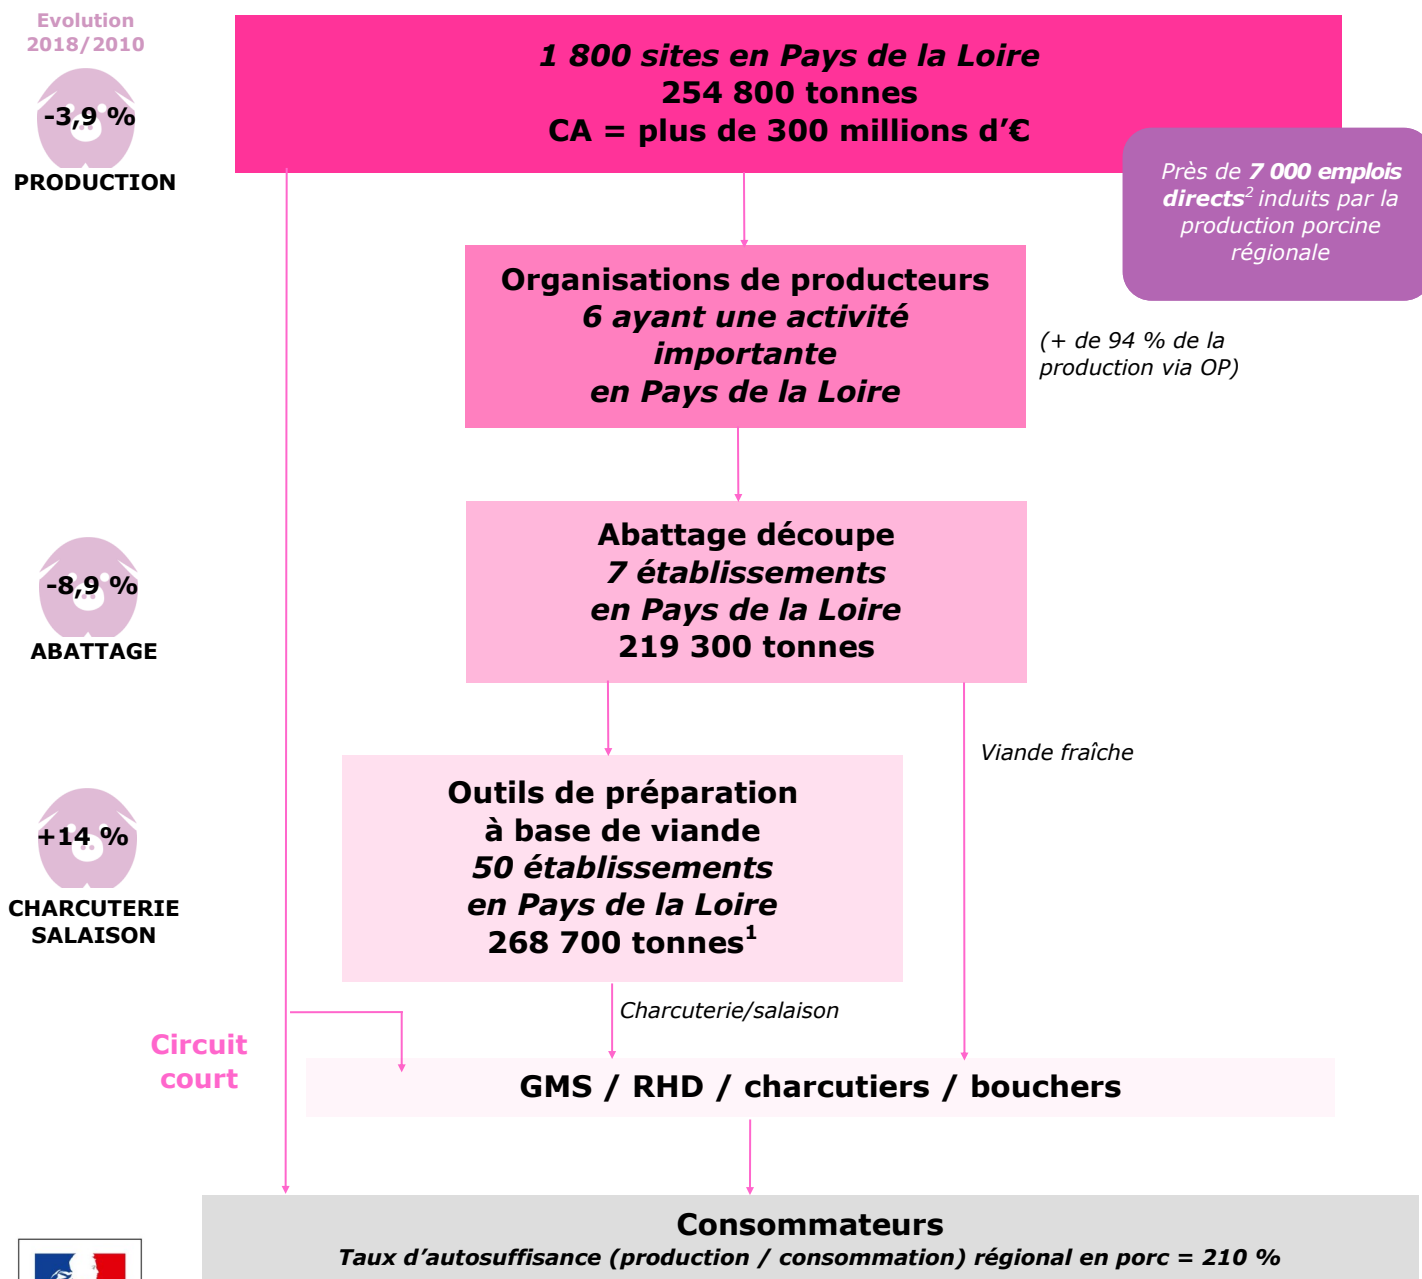 Evolution
2018/2010
1 800 sites en Pays de la Loire
254 800 tonnes
CA = plus de 300 millions d’€
-3,9 %
PRODUCTION
Près de 7 000 emplois
directs² induits par la
production porcine
régionale
Organisations de producteurs
6 ayant une activité
importante
en Pays de la Loire
(+ de 94 % de la
production via OP)
Abattage découpe
7 établissements
en Pays de la Loire
219 300 tonnes
-8,9 %
ABATTAGE
Viande fraîche
Outils de préparation
à base de viande
50 établissements
en Pays de la Loire
268 700 tonnes¹
+14 %
CHARCUTERIE
SALAISON
Charcuterie/salaison
Circuit
court
GMS / RHD / charcutiers / bouchers
Consommateurs
Taux d’autosuffisance (production / consommation) régional en porc = 210 %